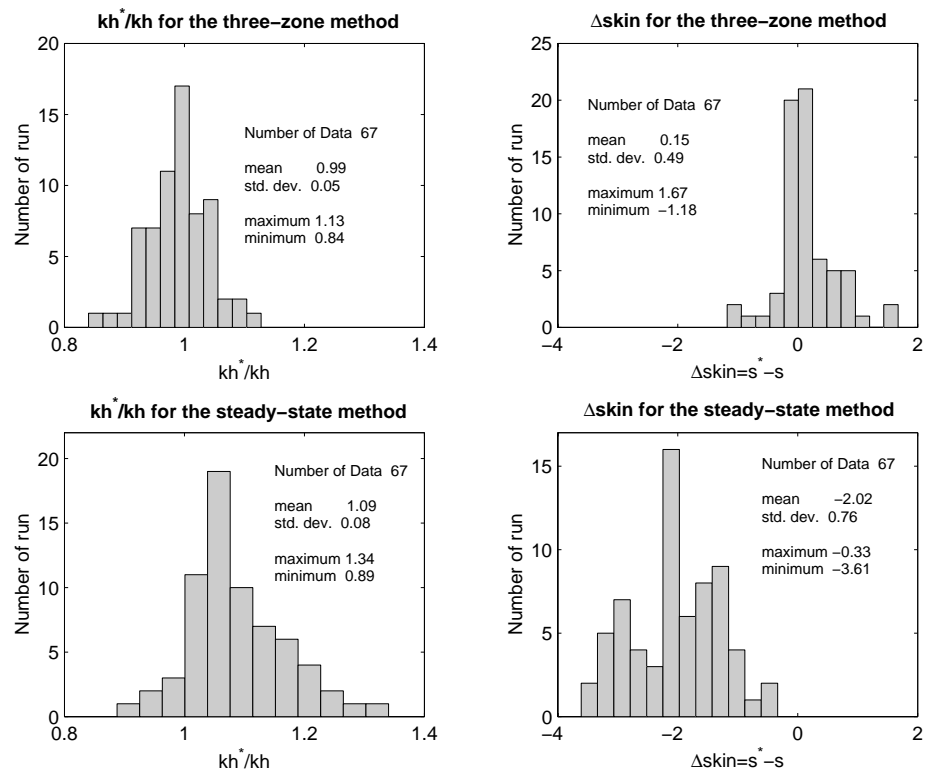 kh*/kh for the three−zone method
20
15
10
5
0
Number of run
Number of Data 67
mean 0.99
std. dev. 0.05
maximum 1.13
minimum 0.84
0.8 1 1.2 1.4
kh*/kh
Δskin for the three−zone method
25
20
15
10
5
0
Number of run
Number of Data 67
mean 0.15
std. dev. 0.49
maximum 1.67
minimum −1.18
−4 −2 0 2
Δskin=s*−s
kh*/kh for the steady−state method
20
15
10
5
0
Number of run
Number of Data 67
mean 1.09
std. dev. 0.08
maximum 1.34
minimum 0.89
0.8 1 1.2 1.4
kh*/kh
Δskin for the steady−state method
15
10
5
0
Number of run
Number of Data 67
mean −2.02
std. dev. 0.76
maximum −0.33
minimum −3.61
−4 −2 0 2
Δskin=s*−s